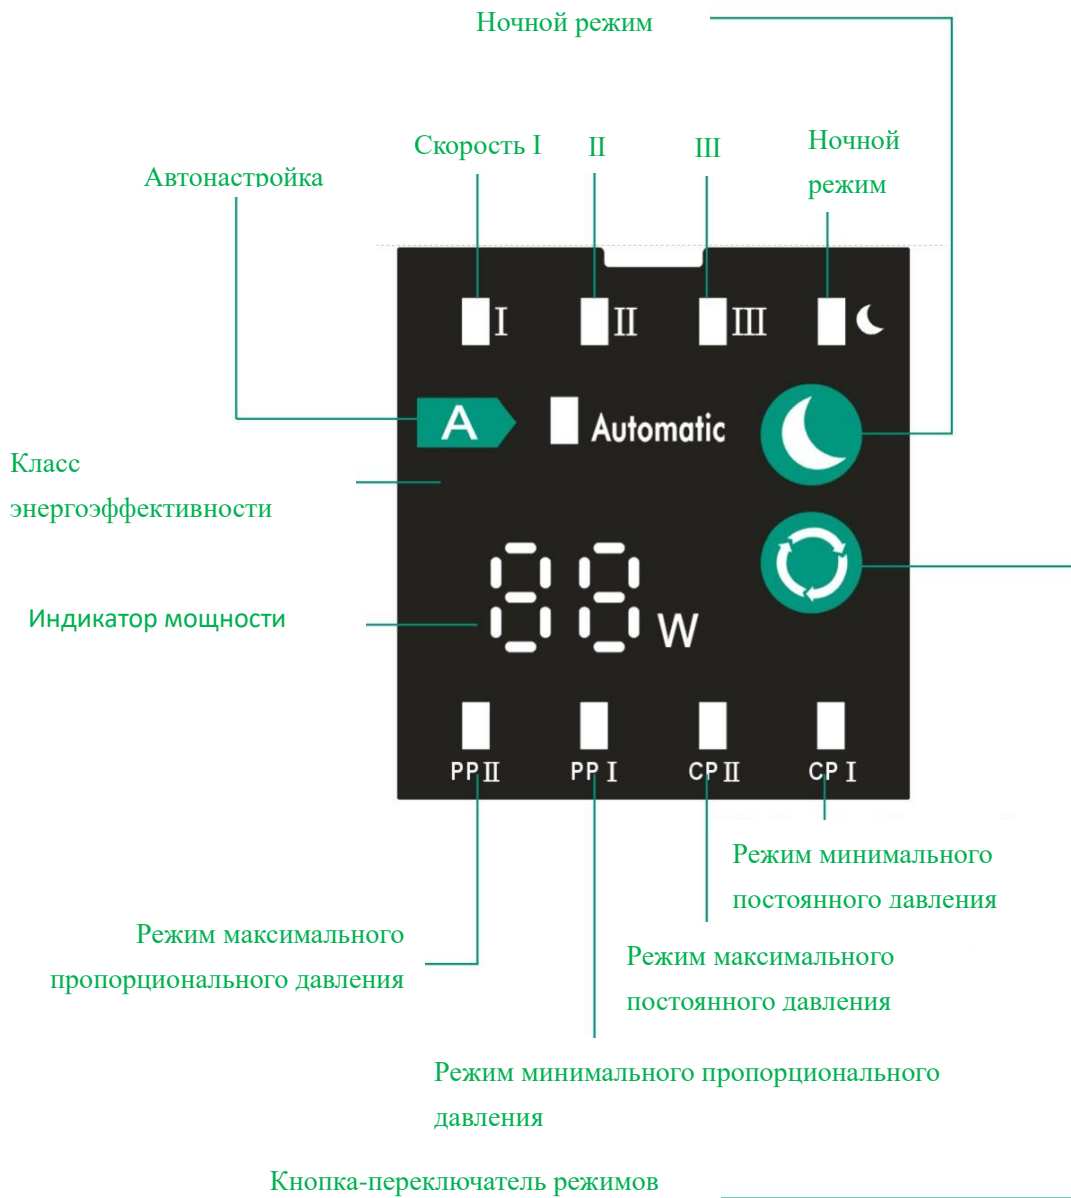 Ночной режим
Скорость I
II
III
Ночной
режим
Автонастройка
I
II
III
A
Automatic
Класс
энергоэффективности
88 W
Индикатор мощности
PP II
PP I
CP II
CP I
Режим минимального
постоянного давления
Режим максимального
пропорционального давления
Режим максимального
постоянного давления
Режим минимального пропорционального
давления
Кнопка-переключатель режимов